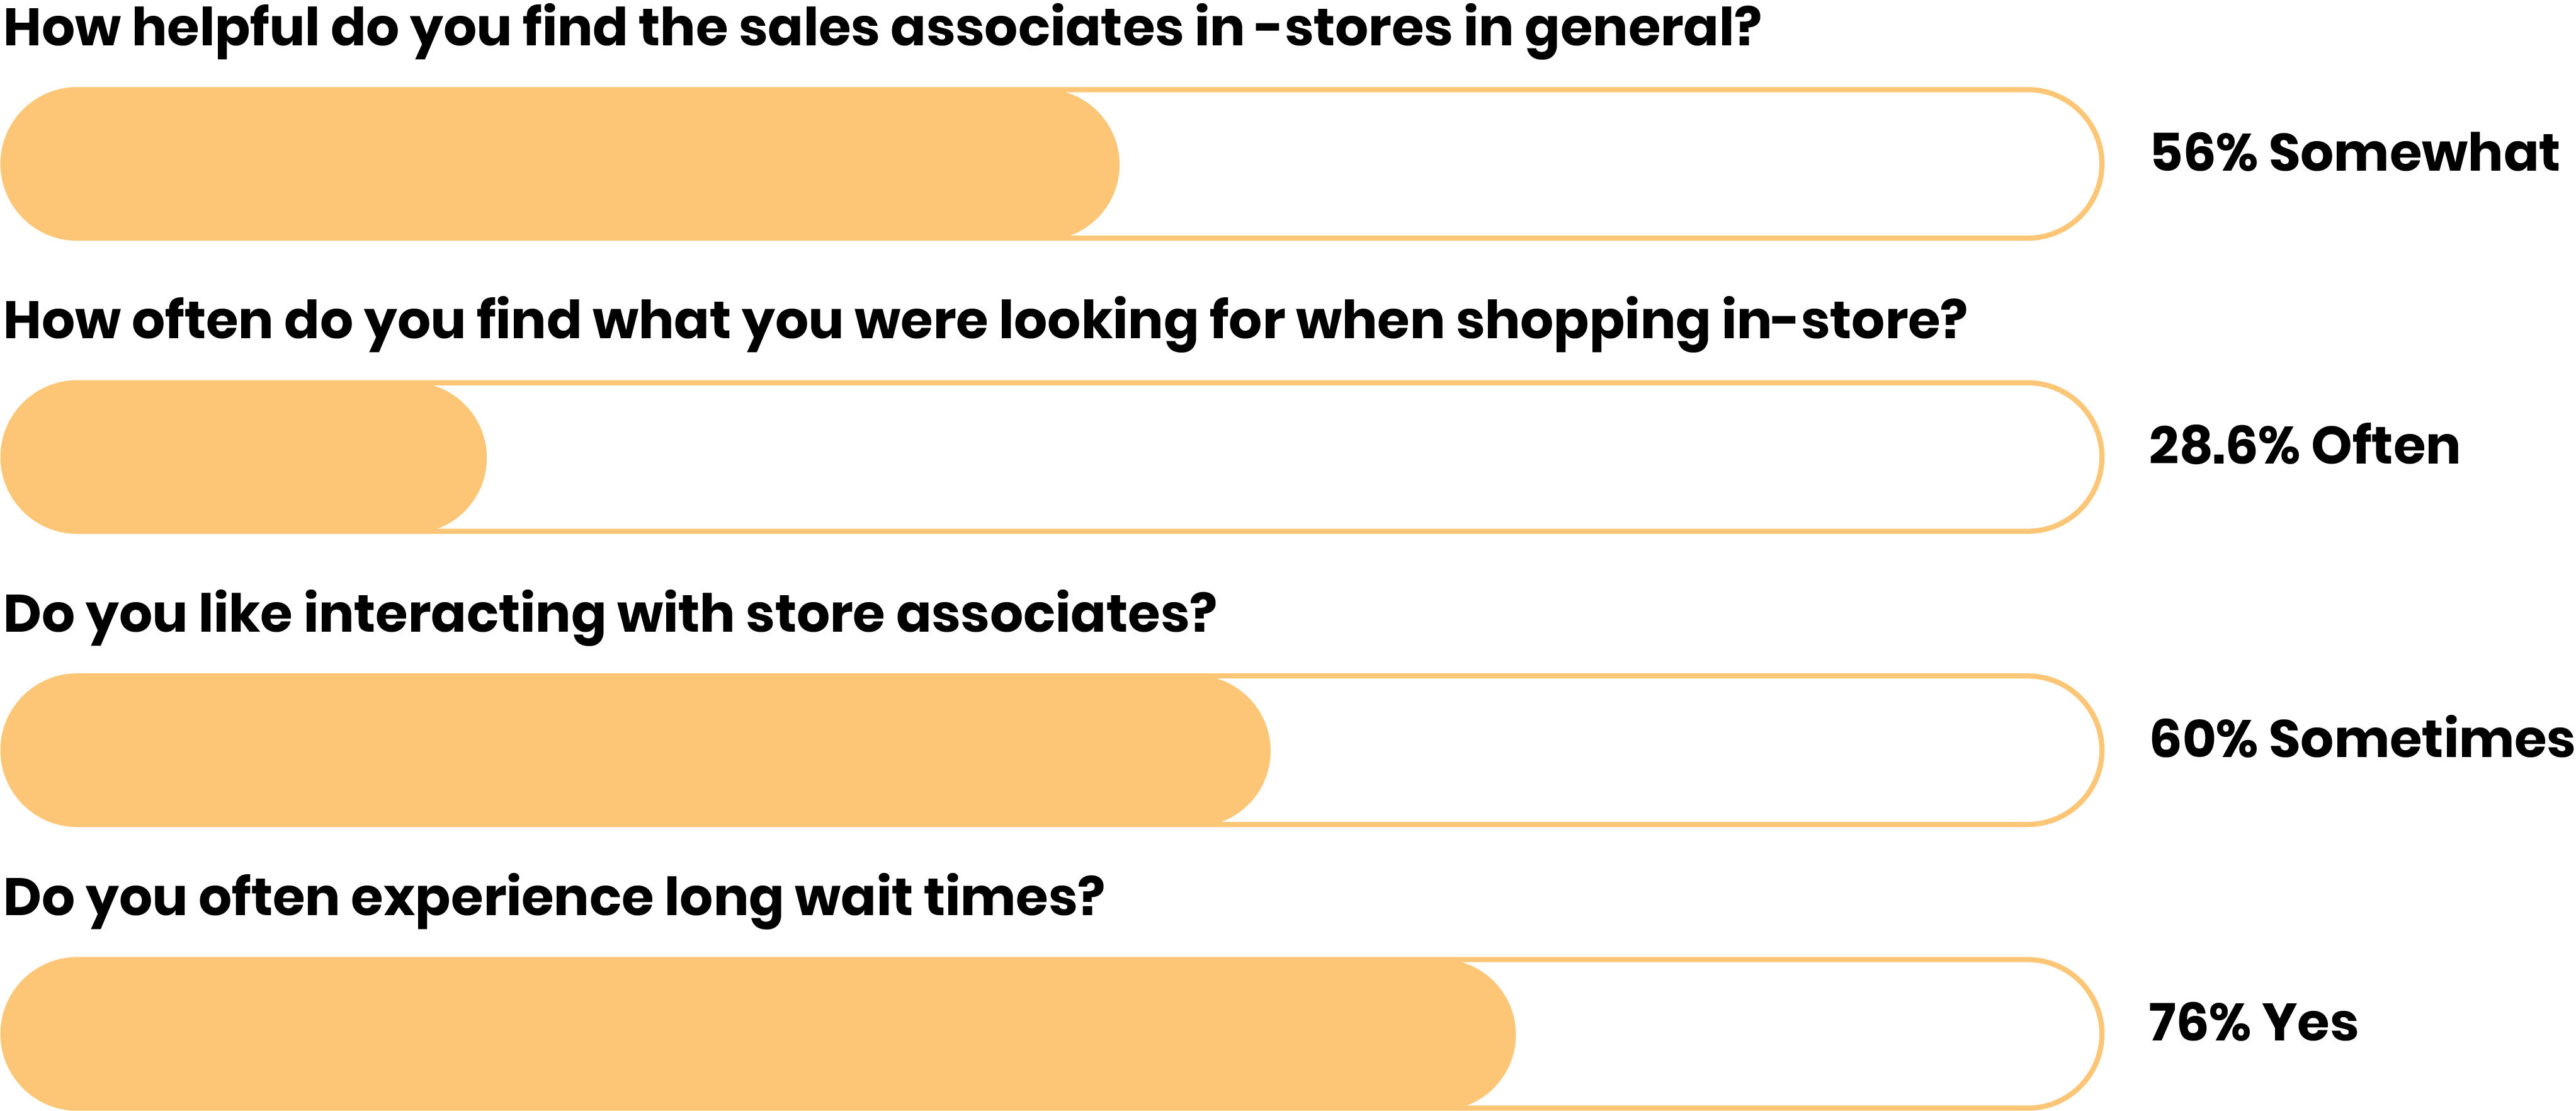 How helpful do you find the sales associates in -stores in general?
56% Somewhat
How often do you find what you were looking for when shopping in-store?
28.6% Often
Do you like interacting with store associates?
60% Sometimes
Do you often experience long wait times?
76% Yes